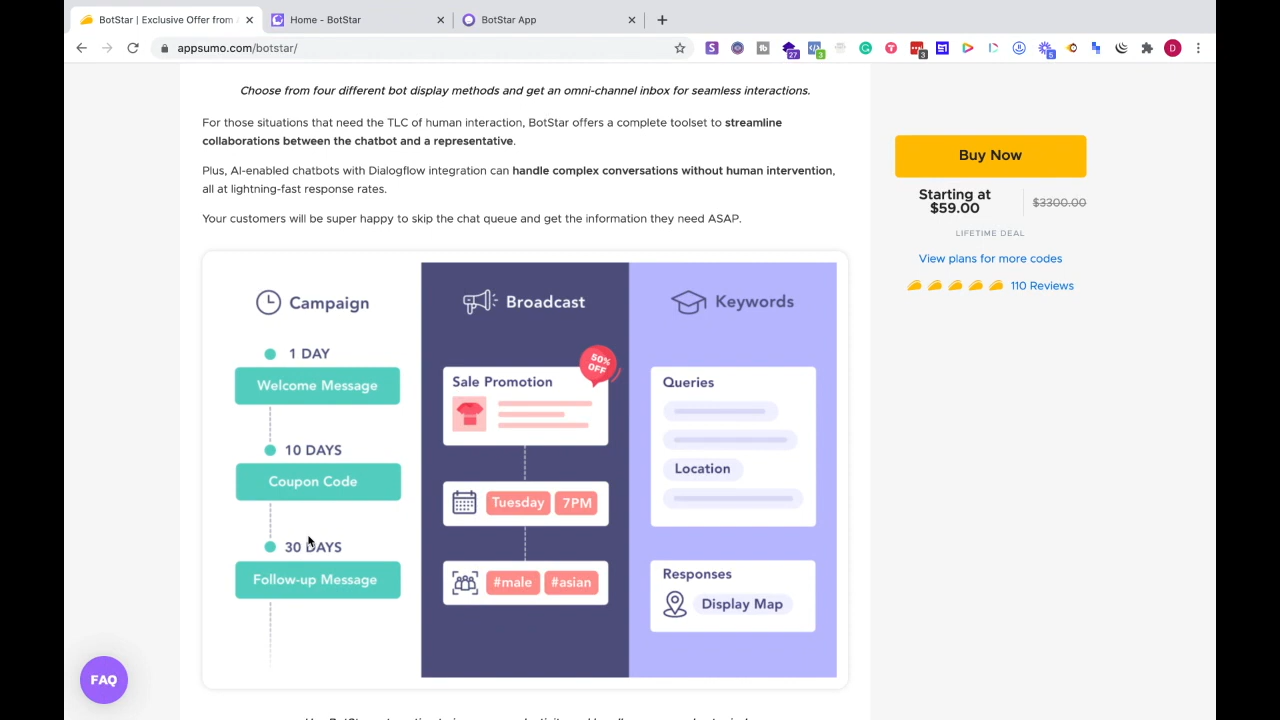 BotStar | Exclusive Offer from
Home - BotStar
BotStar App
appsumo.com/botstar/
27
3
3
5
D
Choose from four different bot display methods and get an omni-channel inbox for seamless interactions.
For those situations that need the TLC of human interaction, BotStar offers a complete toolset to streamline
collaborations between the chatbot and a representative.
Plus, AI-enabled chatbots with Dialogflow integration can handle complex conversations without human intervention,
all at lightning-fast response rates.
Your customers will be super happy to skip the chat queue and get the information they need ASAP.
Buy Now
Starting at
$59.00
$3300.00
LIFETIME DEAL
View plans for more codes
110 Reviews
Campaign
1 DAY
Welcome Message
10 DAYS
Coupon Code
30 DAYS
Follow-up Message
Broadcast
50%
OFF
Sale Promotion
Tuesday
7PM
#male
#asian
Keywords
Queries
Location
Responses
Display Map
FAQ